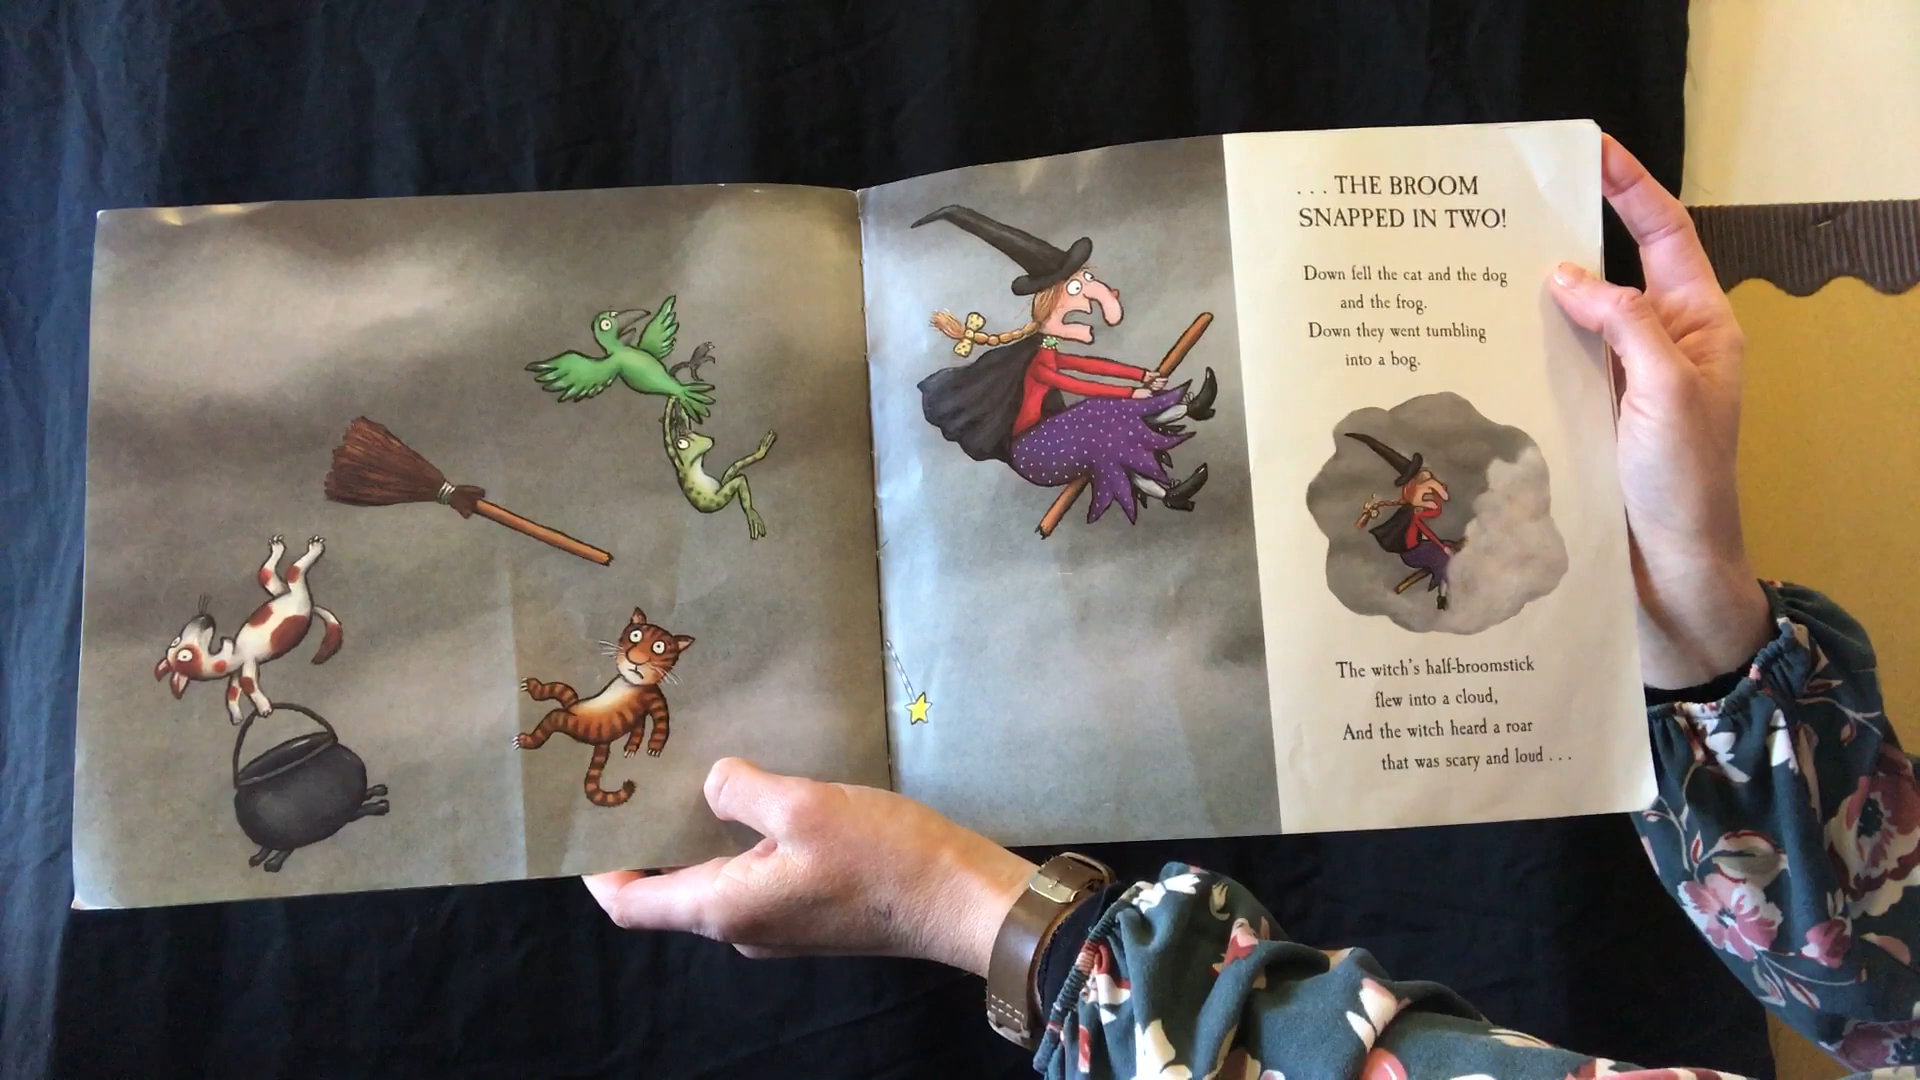 . . . THE BROOM
SNAPPED IN TWO!
Down fell the cat and the dog
and the frog.
Down they went tumbling
into a bog.
The witch's half-broomstick
flew into a cloud,
And the witch heard a roar
that was scary and loud . . .